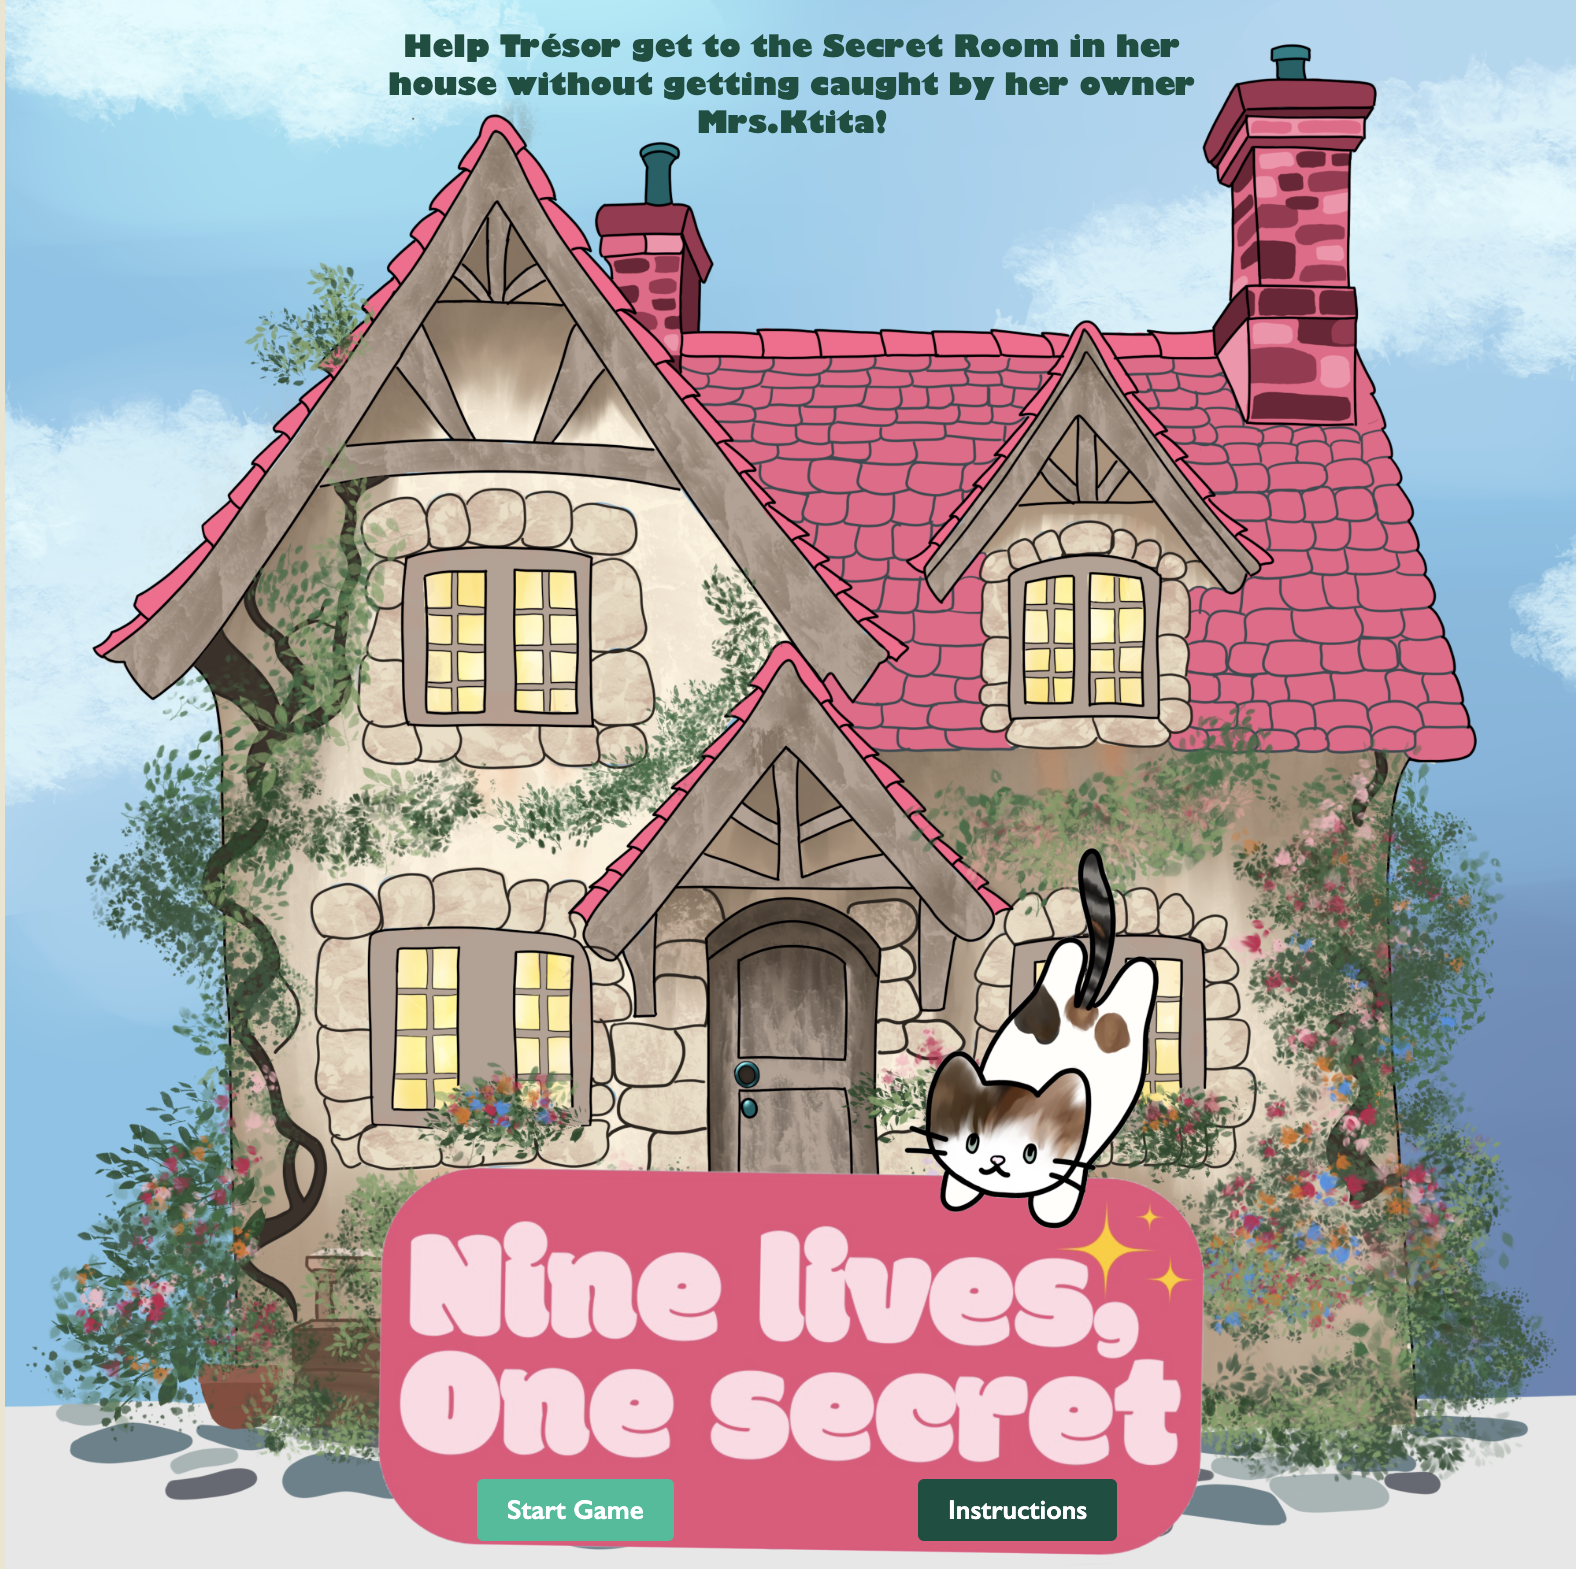 Help Trésor get to the Secret Room in her
house without getting caught by her owner
Mrs.Ktita!
Nine lives,
One secret
Start Game
Instructions